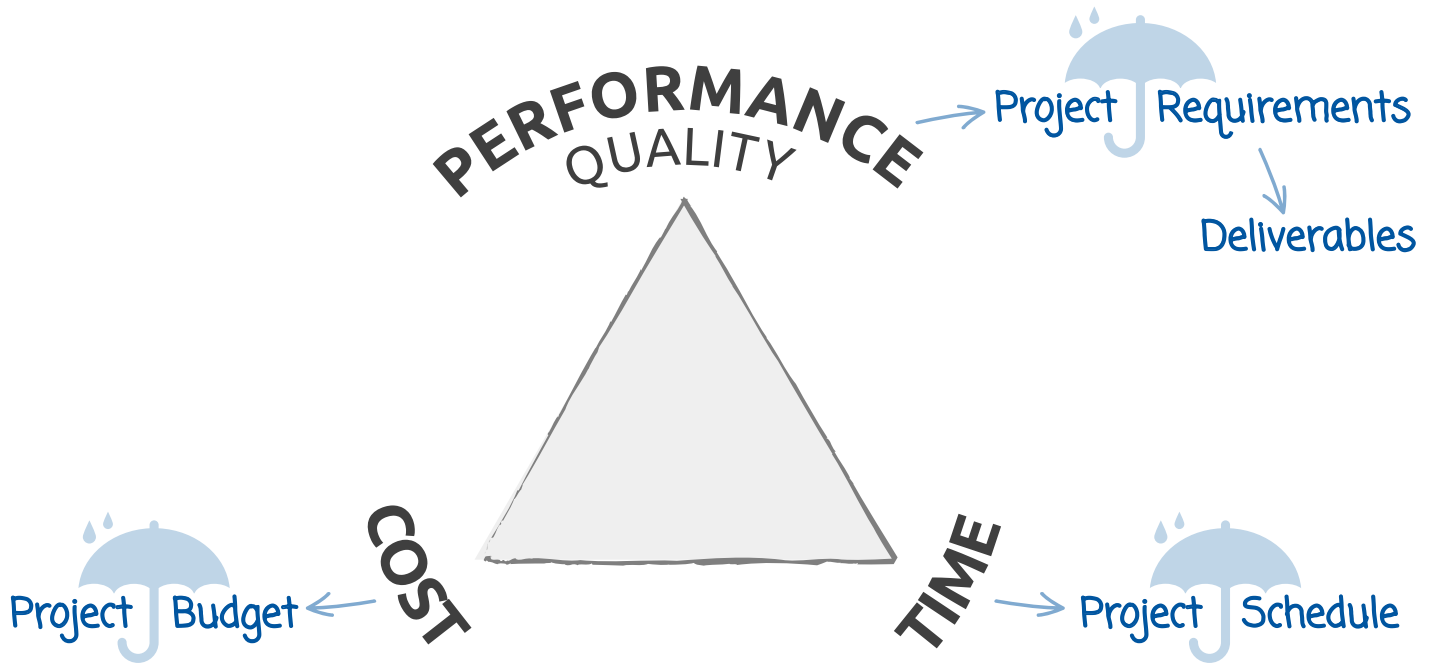 PERFORMANCE
QUALITY
Project Requirements
Deliverables
COST
Project Budget
TIME
Project Schedule